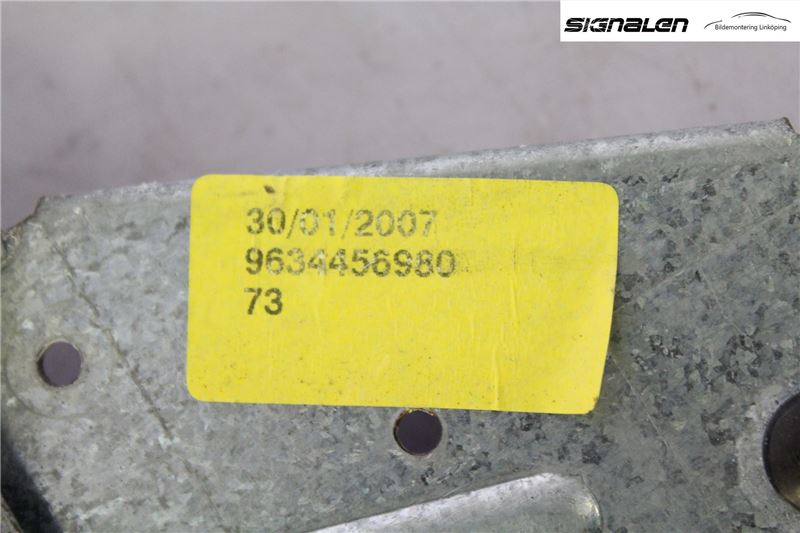 SIGNALEN
Bildemontering Linköping
30/01/2007
9634456980
73